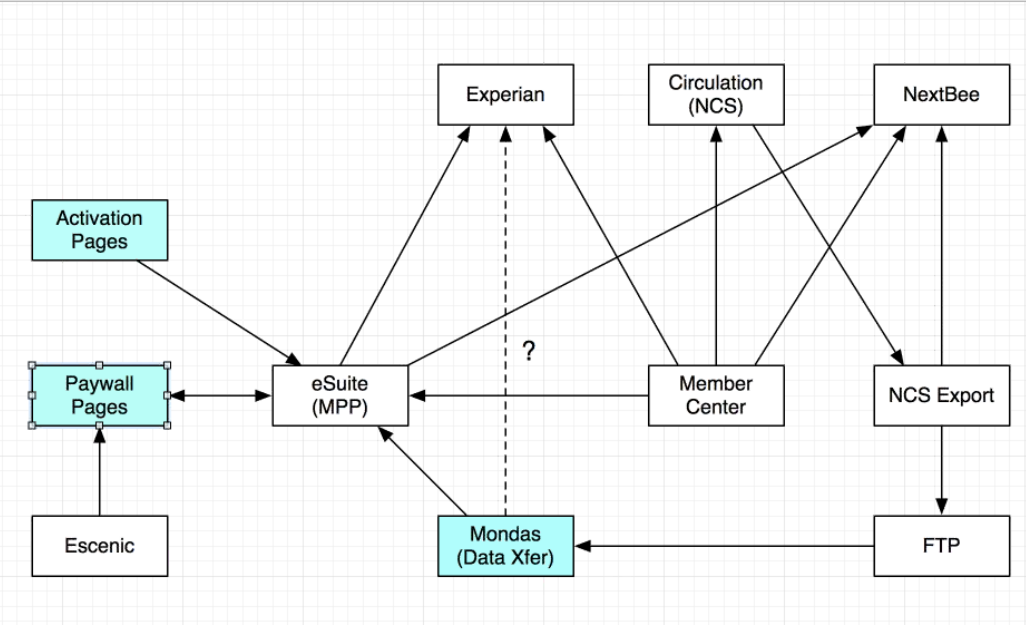 Experian
Circulation
(NCS)
NextBee
Activation
Pages
?
Paywall
Pages
eSuite
(MPP)
Member
Center
NCS Export
Escenic
Mondas
(Data Xfer)
FTP